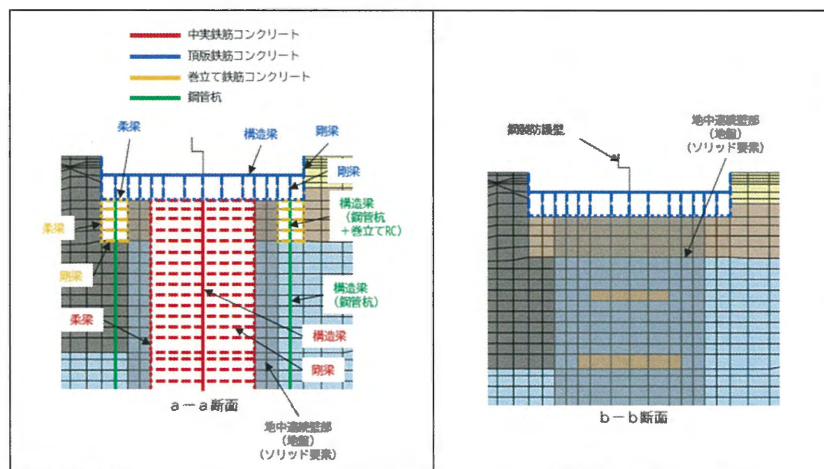 中実鉄筋コンクリート
頂版鉄筋コンクリート
巻立て鉄筋コンクリート
鋼管杭
柔梁
構造梁
剛梁
剛梁
構造梁
(鋼管杭
+巻立てRC)
柔梁
剛梁
構造梁
(鋼管杭)
柔梁
構造梁
剛梁
a-a断面
地中連続壁部
(地盤)
(ソリッド要素)
鋼製防護壁
地中連続壁部
(地盤)
(ソリッド要素)
b-b断面